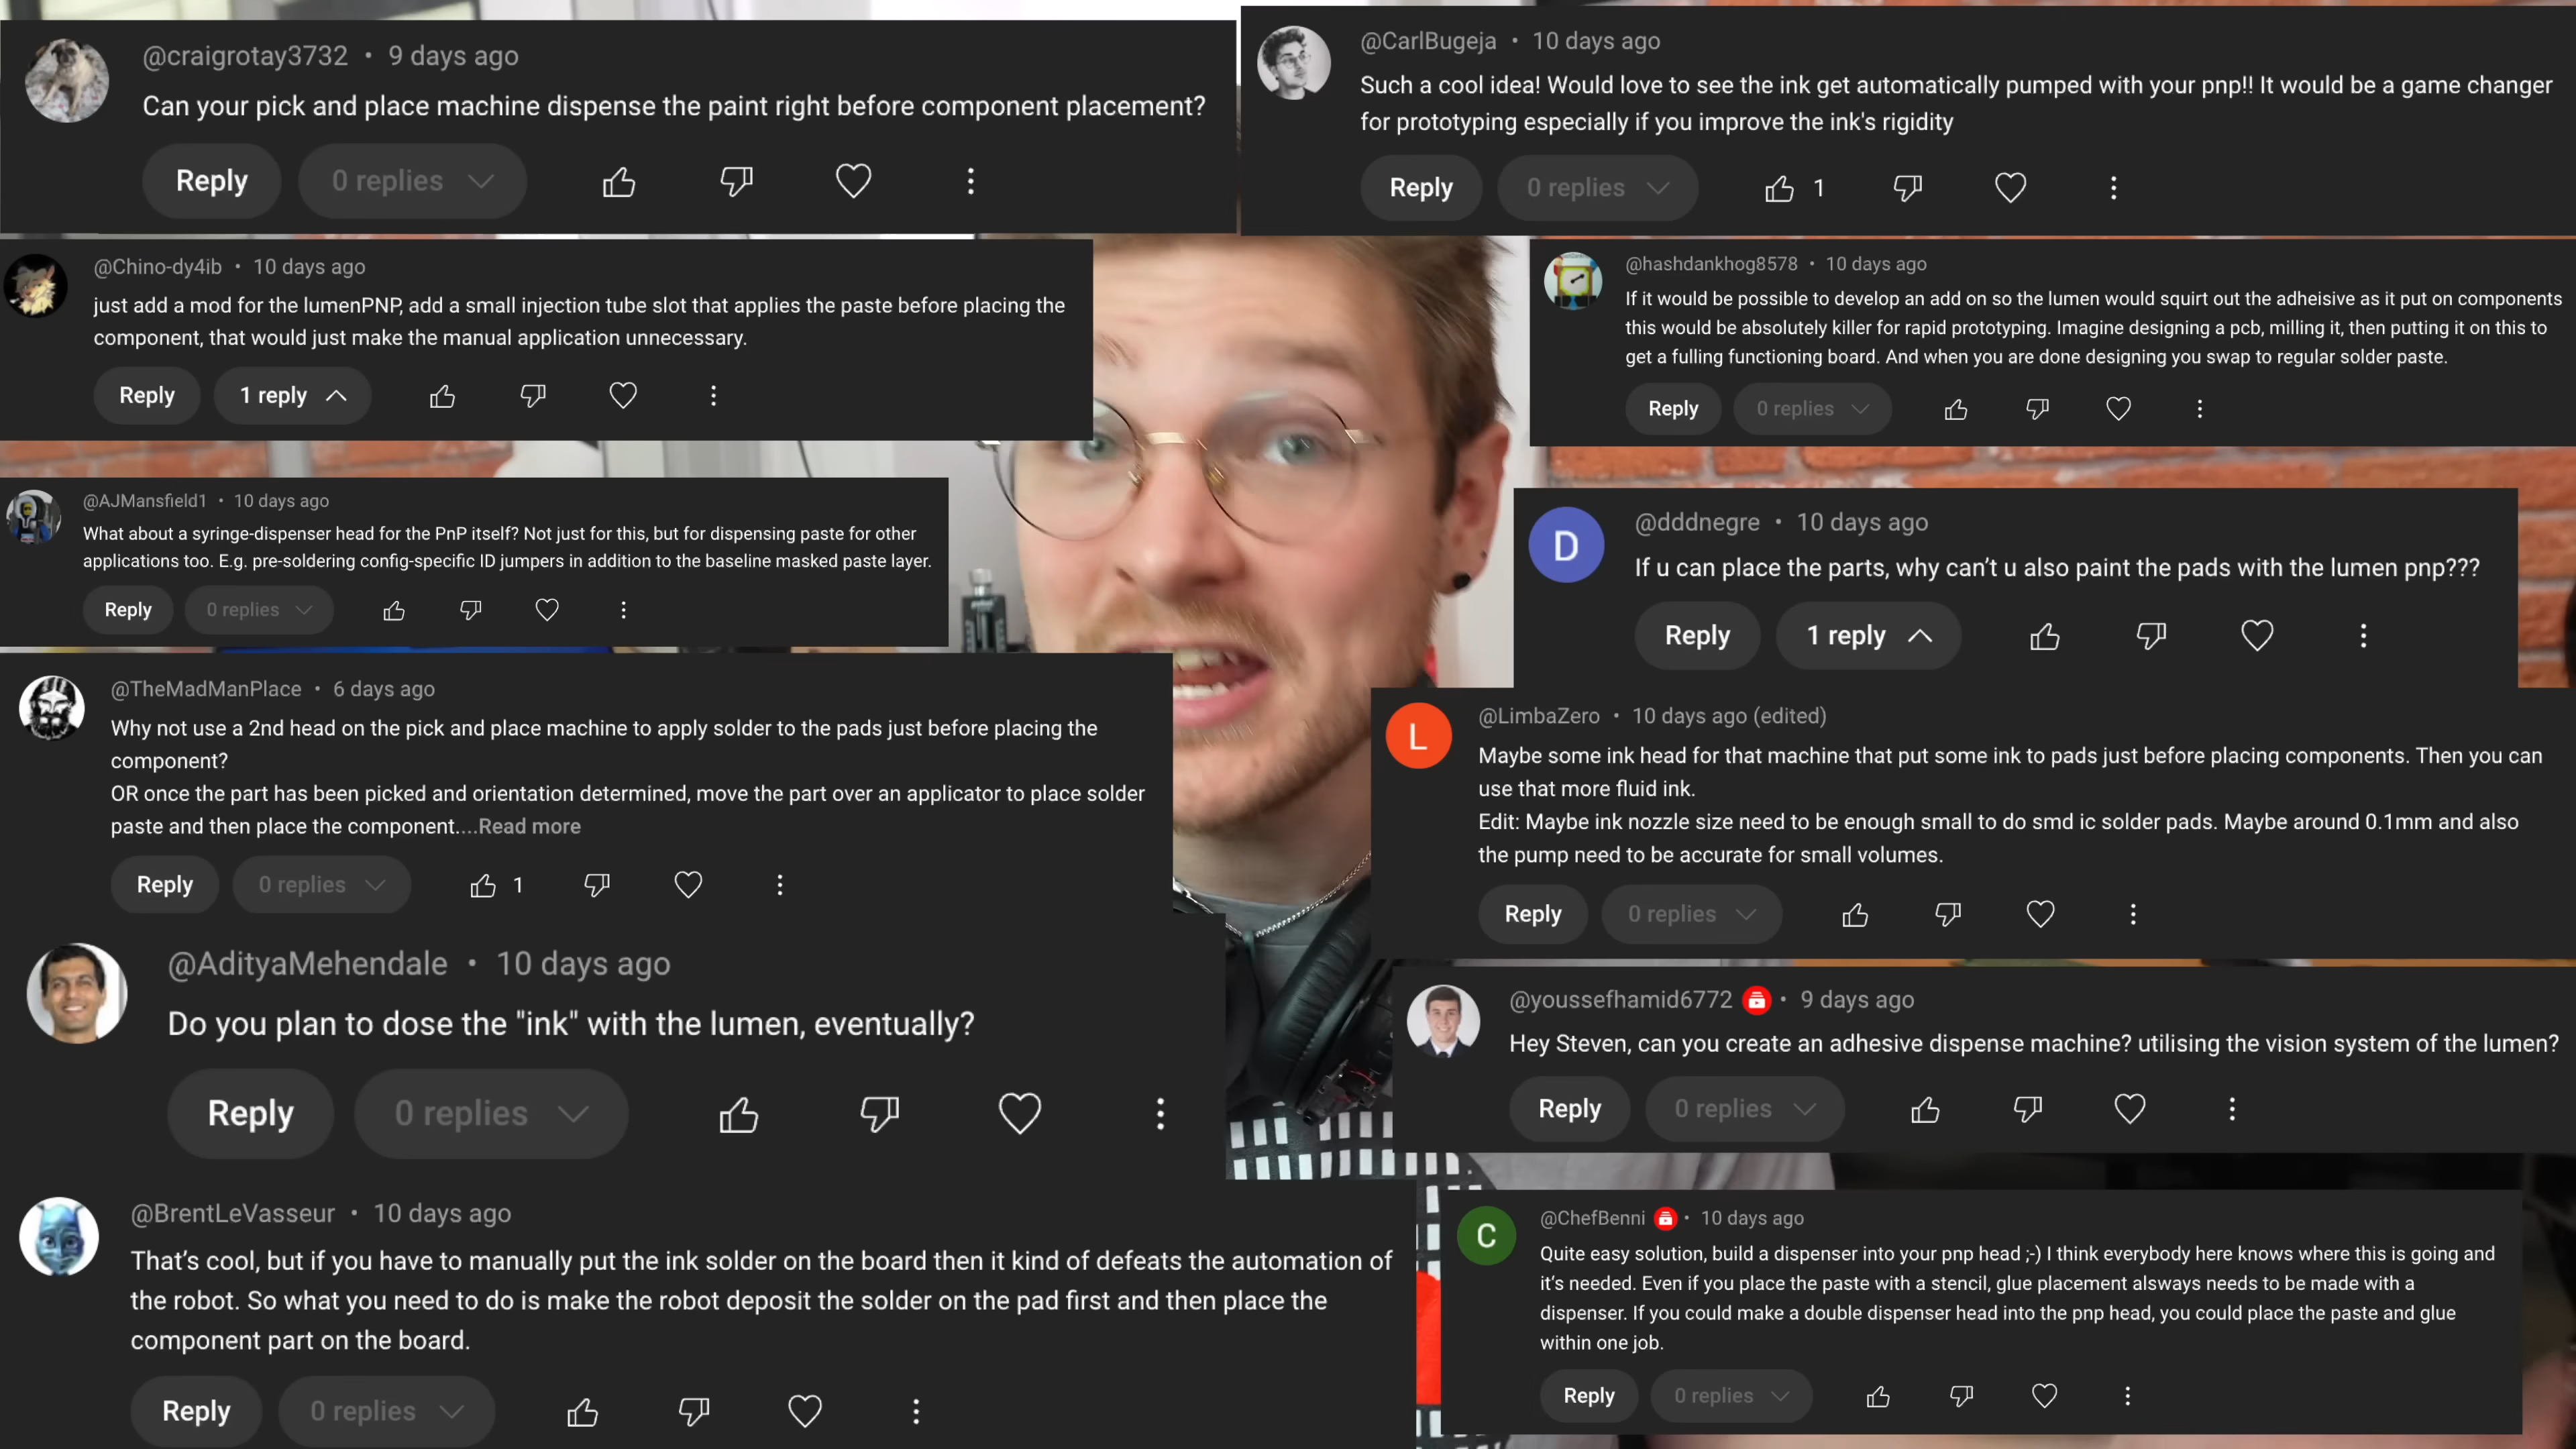 @craigrotay3732 • 9 days ago
Can your pick and place machine dispense the paint right before component placement?
Reply 0 replies
@CarlBugeja • 10 days ago
Such a cool idea! Would love to see the ink get automatically pumped with your pnp!! It would be a game changer
for prototyping especially if you improve the ink's rigidity
Reply 0 replies 1
@Chino-dy4ib • 10 days ago
just add a mod for the lumenPNP, add a small injection tube slot that applies the paste before placing the
component, that would just make the manual application unnecessary.
Reply 1 reply
@hashdankhog8578 • 10 days ago
If it would be possible to develop an add on so the lumen would squirt out the adheisive as it put on components
this would be absolutely killer for rapid prototyping. Imagine designing a pcb, milling it, then putting it on this to
get a fulling functioning board. And when you are done designing you swap to regular solder paste.
Reply 0 replies
@AJMansfield1 • 10 days ago
What about a syringe-dispenser head for the PnP itself? Not just for this, but for dispensing paste for other
applications too. E.g. pre-soldering config-specific ID jumpers in addition to the baseline masked paste layer.
Reply 0 replies
D
@dddnegre • 10 days ago
If u can place the parts, why can't u also paint the pads with the lumen pnp???
Reply 1 reply
@TheMadManPlace • 6 days ago
Why not use a 2nd head on the pick and place machine to apply solder to the pads just before placing the
component?
OR once the part has been picked and orientation determined, move the part over an applicator to place solder
paste and then place the component....Read more
Reply 0 replies 1
L
@LimbaZero • 10 days ago (edited)
Maybe some ink head for that machine that put some ink to pads just before placing components. Then you can
use that more fluid ink.
Edit: Maybe ink nozzle size need to be enough small to do smd ic solder pads. Maybe around 0.1mm and also
the pump need to be accurate for small volumes.
Reply 0 replies
@AdityaMehendale • 10 days ago
Do you plan to dose the "ink" with the lumen, eventually?
Reply 0 replies
@youssefhamid6772 • 9 days ago
Hey Steven, can you create an adhesive dispense machine? utilising the vision system of the lumen?
Reply 0 replies
@BrentLeVasseur • 10 days ago
That's cool, but if you have to manually put the ink solder on the board then it kind of defeats the automation of
the robot. So what you need to do is make the robot deposit the solder on the pad first and then place the
component part on the board.
Reply 0 replies
C
@ChefBenni • 10 days ago
Quite easy solution, build a dispenser into your pnp head ;-) I think everybody here knows where this is going and
it's needed. Even if you place the paste with a stencil, glue placement alsways needs to be made with a
dispenser. If you could make a double dispenser head into the pnp head, you could place the paste and glue
within one job.
Reply 0 replies